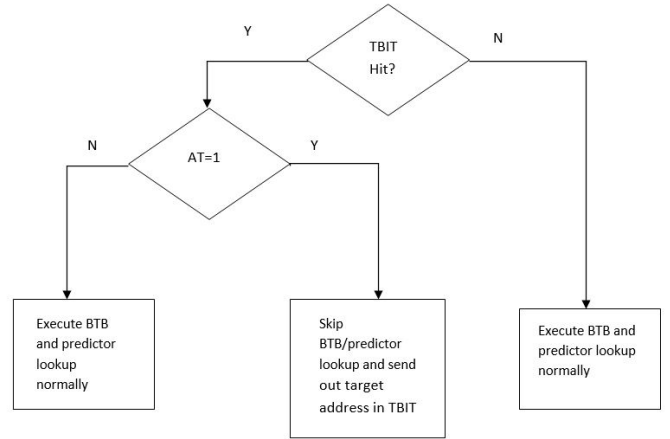 Y
TBIT
Hit?
N
N
AT=1
Y
Execute BTB
and predictor
lookup
normally
Skip
BTB/predictor
lookup and send
out target
address in TBIT
Execute BTB and
predictor lookup
normally